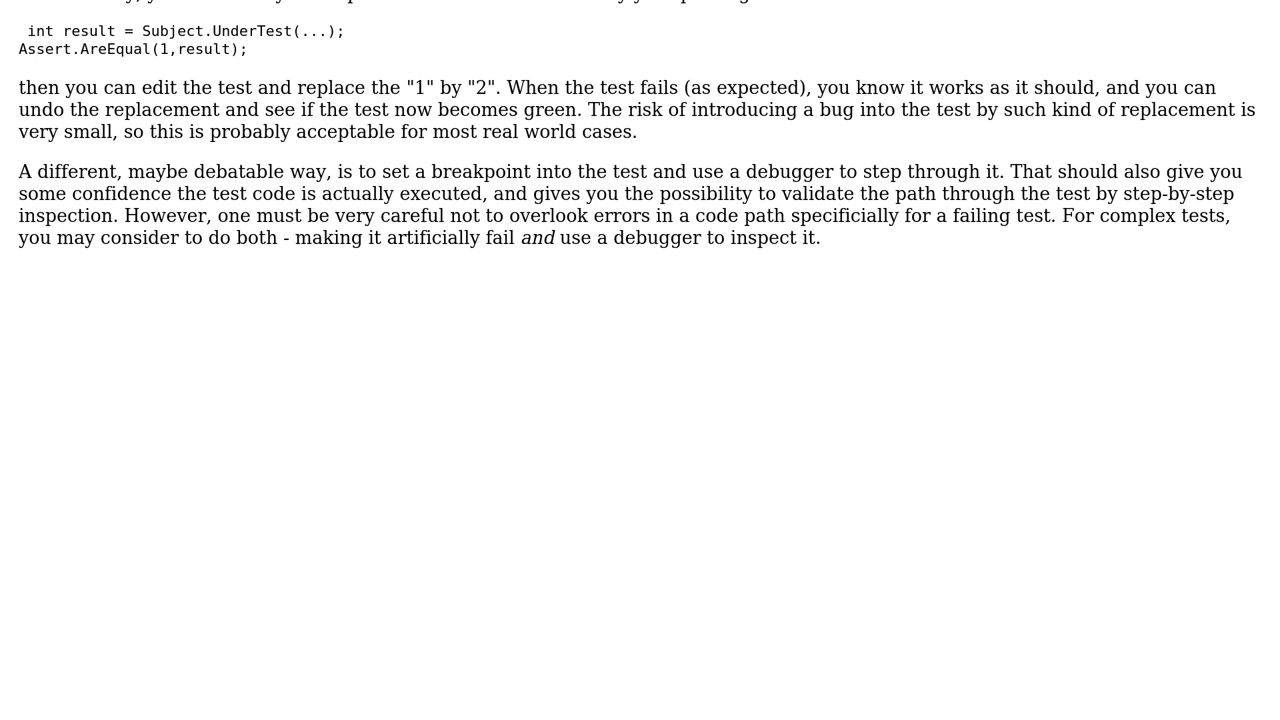 int result = Subject.UnderTest(...);
Assert.AreEqual(1,result);
then you can edit the test and replace the "1" by "2". When the test fails (as expected), you know it works as it should, and you can
undo the replacement and see if the test now becomes green. The risk of introducing a bug into the test by such kind of replacement is
very small, so this is probably acceptable for most real world cases.
A different, maybe debatable way, is to set a breakpoint into the test and use a debugger to step through it. That should also give you
some confidence the test code is actually executed, and gives you the possibility to validate the path through the test by step-by-step
inspection. However, one must be very careful not to overlook errors in a code path specificially for a failing test. For complex tests,
you may consider to do both - making it artificially fail and use a debugger to inspect it.